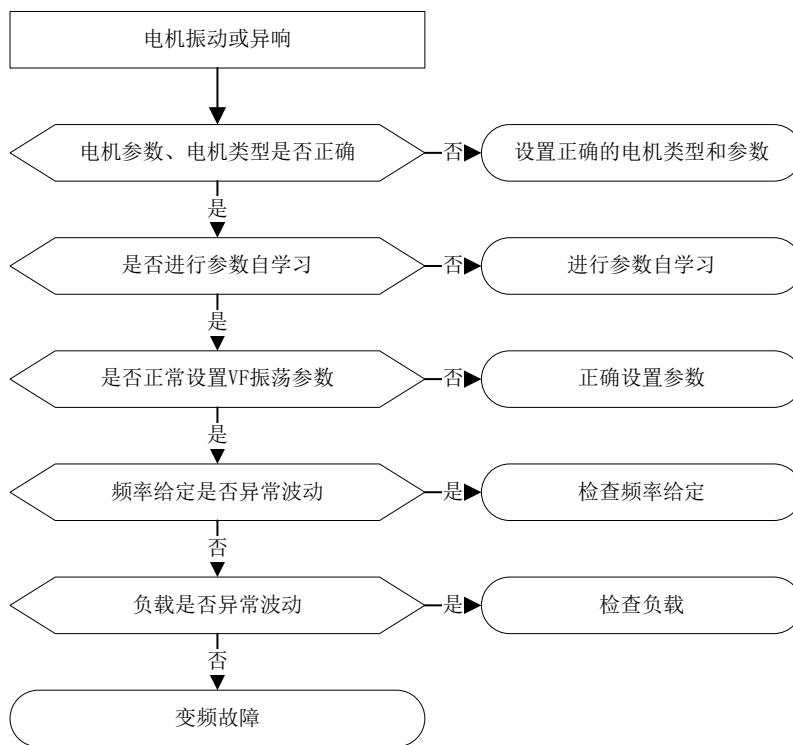 电机振动或异响
电机参数、电机类型是否正确
否
设置正确的电机类型和参数
是
是否进行参数自学习
否
进行参数自学习
是
是否正常设置VF振荡参数
否
正确设置参数
是
频率给定是否异常波动
是
检查频率给定
否
负载是否异常波动
是
检查负载
否
变频故障